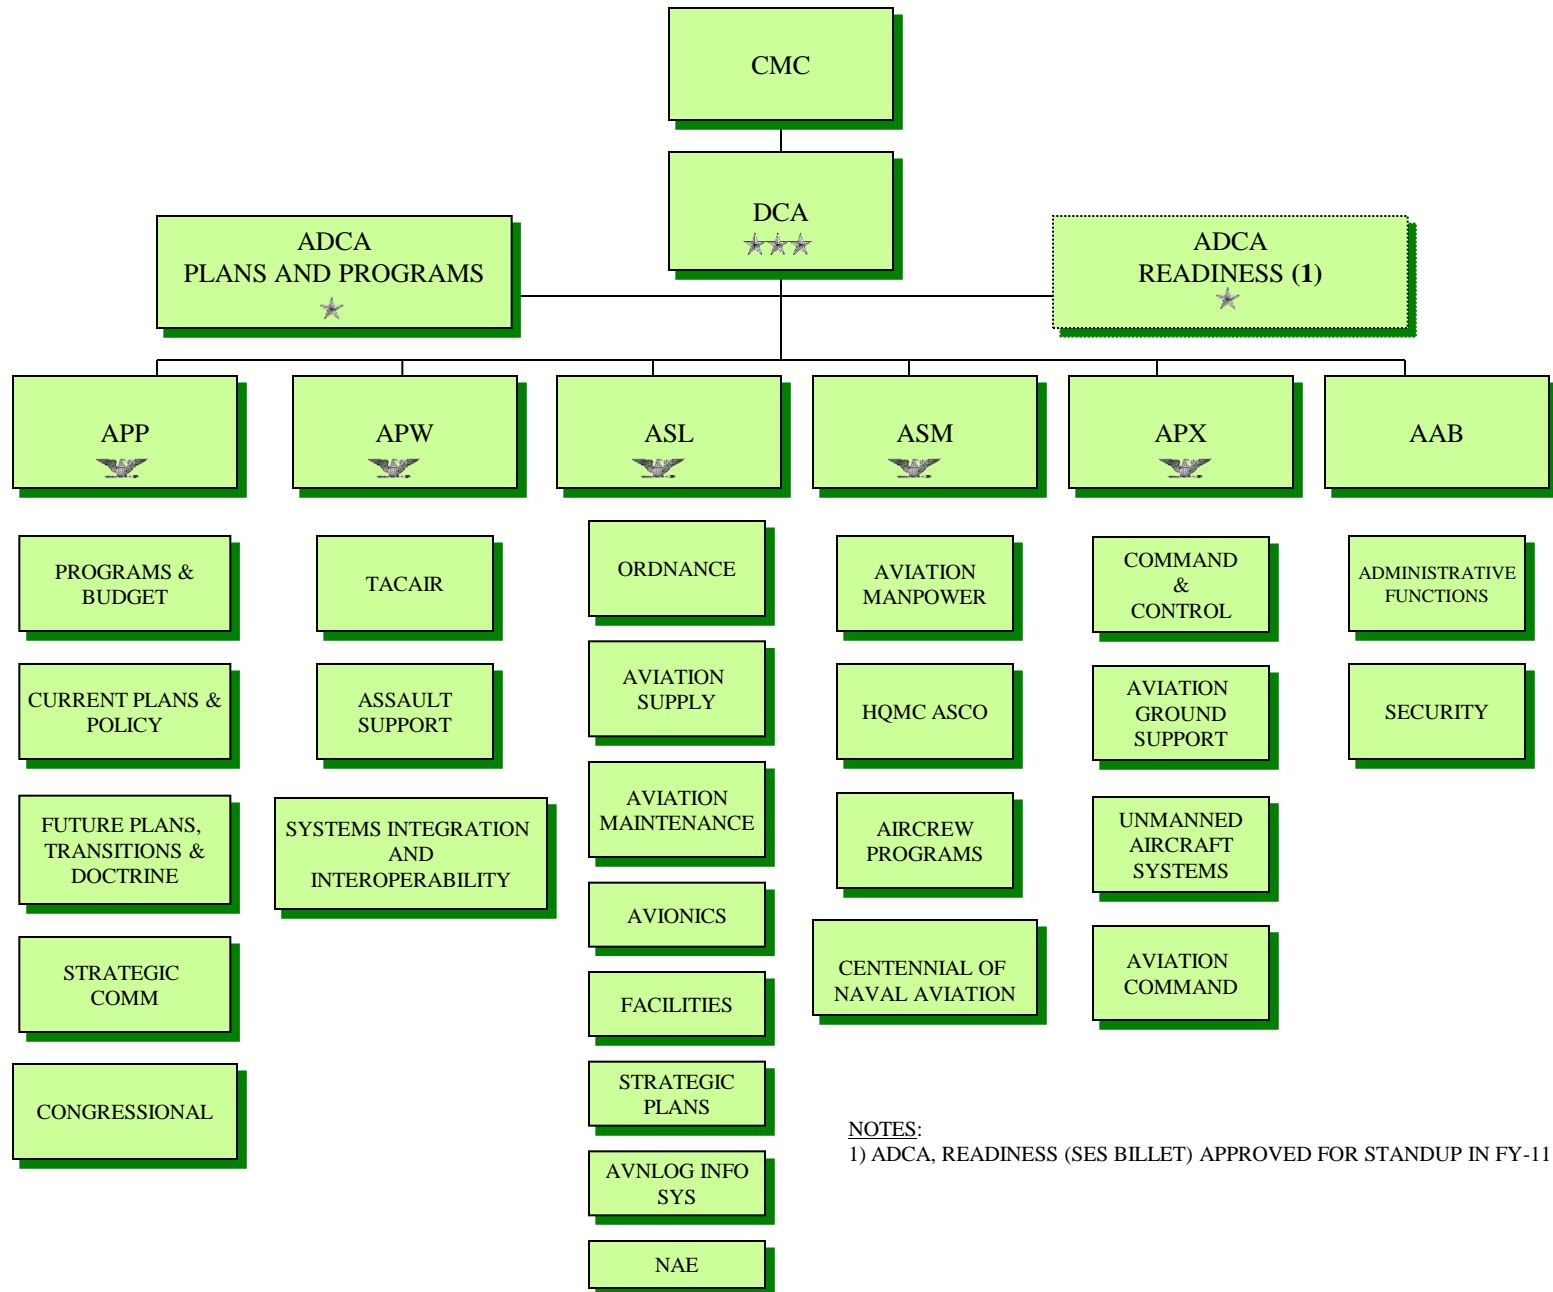 CMC
DCA
ADCA
PLANS AND PROGRAMS
ADCA
READINESS (1)
APP
APW
ASL
ASM
APX
AAB
PROGRAMS &
BUDGET
CURRENT PLANS &
POLICY
FUTURE PLANS,
TRANSITIONS &
DOCTRINE
STRATEGIC
COMM
CONGRESSIONAL
TACAIR
ASSAULT
SUPPORT
SYSTEMS INTEGRATION
AND
INTEROPERABILITY
ORDNANCE
AVIATION
SUPPLY
AVIATION
MAINTENANCE
AVIONICS
FACILITIES
STRATEGIC
PLANS
AVNLOG INFO
SYS
NAE
AVIATION
MANPOWER
HQMC ASCO
AIRCREW
PROGRAMS
CENTENNIAL OF
NAVAL AVIATION
COMMAND
&
CONTROL
AVIATION
GROUND
SUPPORT
UNMANNED
AIRCRAFT
SYSTEMS
AVIATION
COMMAND
ADMINISTRATIVE
FUNCTIONS
SECURITY
NOTES:
1) ADCA, READINESS (SES BILLET) APPROVED FOR STANDUP IN FY-11